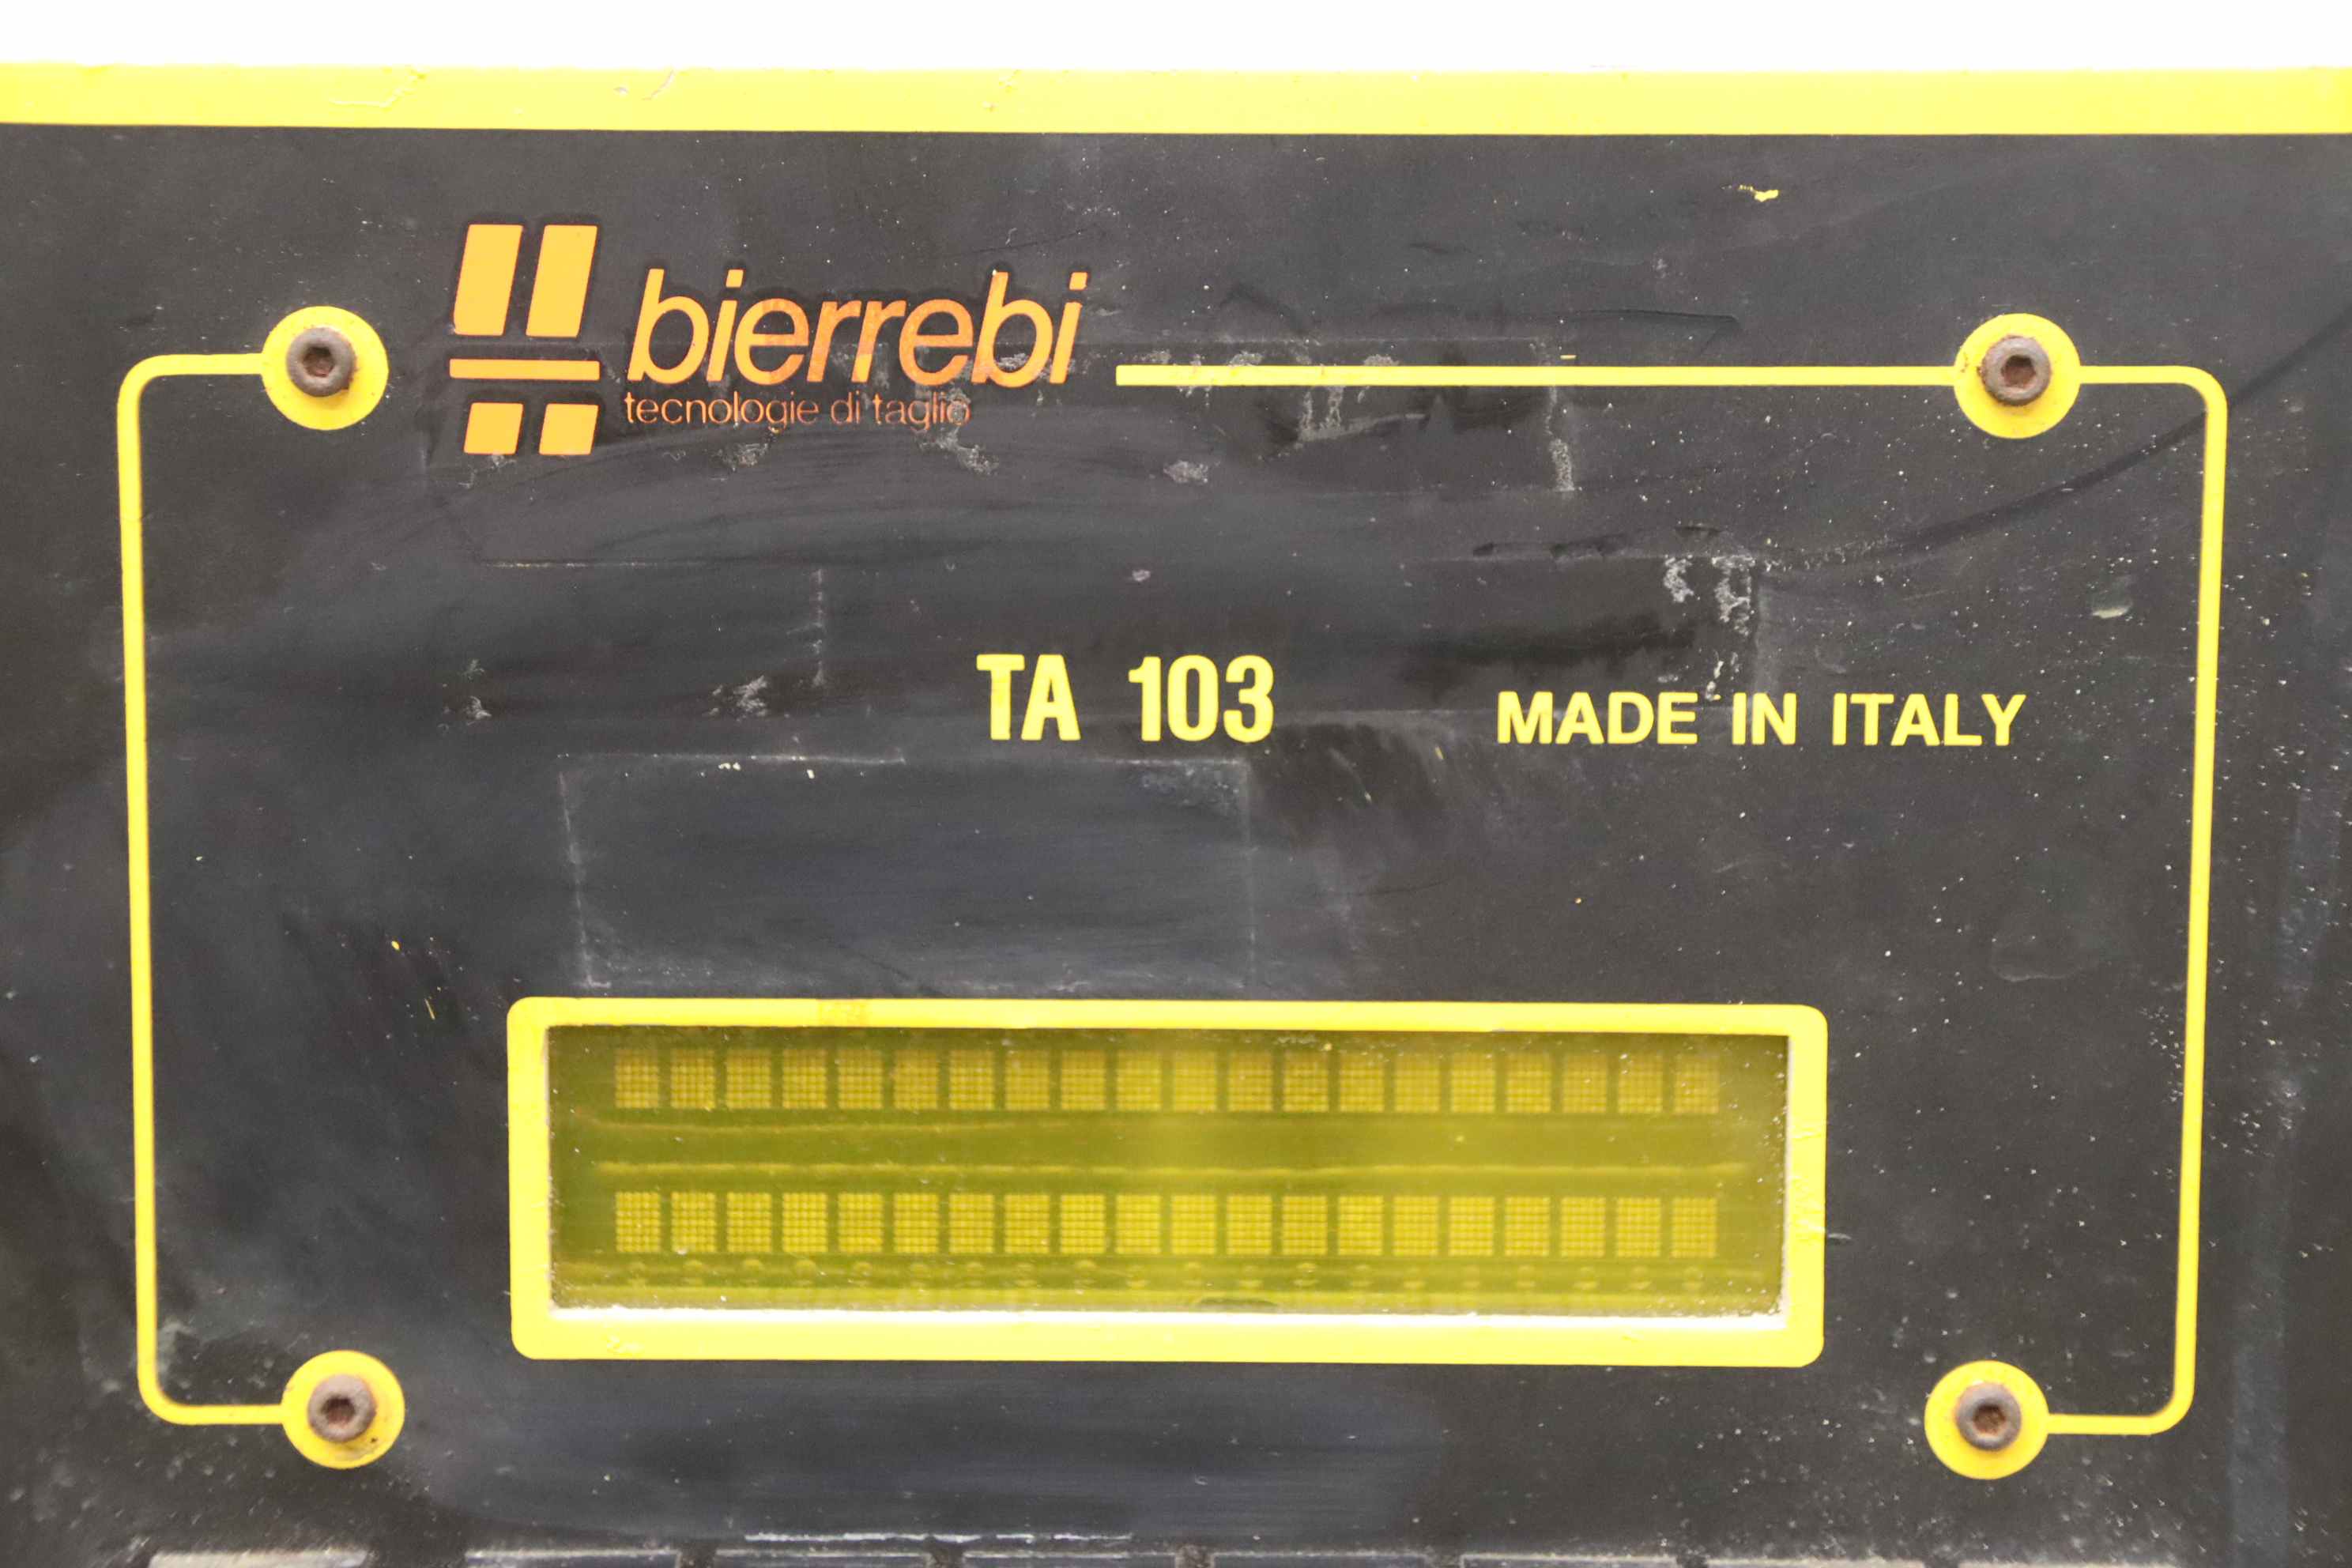 bierrebi
tecnologie di taglio
TA 103
MADE IN ITALY